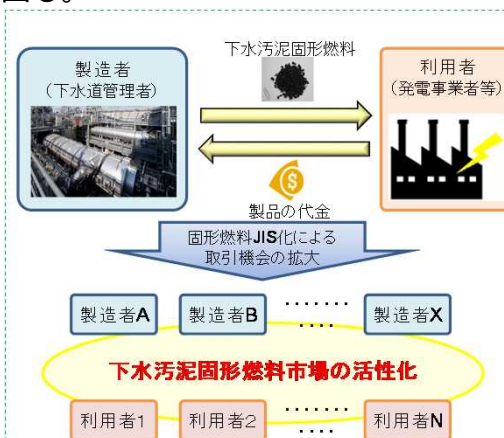 図る。
下水汚泥固形燃料
製造者
(下水道管理者)
利用者
(発電事業者等)
製品の代金
固形燃料JIS化による
取引機会の拡大
製造者A
製造者B
・・・・・・・
・・・・
製造者X
下水汚泥固形燃料市場の活性化
利用者1
利用者2
・・・・・・・
・・・・
利用者N